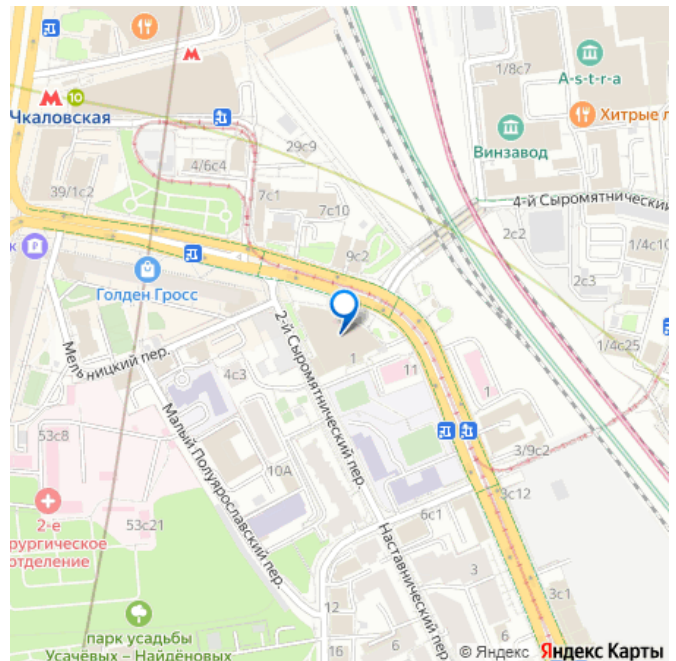 1/8с7
A-s-t-r-a
10
Чкаловская
Хитрые л
29с9
Винзавод
4/6с4
39/1с2
7с1
4-й Сыромятнический
7с10
2с2
к
9с2
1/4с10
2с3
Голден Гросс
2-й Сыромятнический пер.
Мельницкий пер.
1/4с25
1
4с3
11
1
Малый Полуярославский пер.
53с8
3/9с2
10А
3с12
2-е
рургическое
отделение
53с21
6с1
Наставнический пер
3
3с1
12
парк усадьбы
Усачёвых – Найдёновых
16
6
6
© Яндекс Яндекс Карты